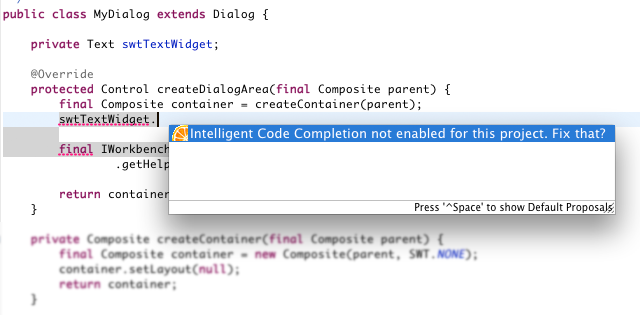 public class MyDialog extends Dialog {
private Text swtTextWidget;
@Override
protected Control createDialogArea(final Composite parent) {
final Composite container = createContainer(parent);
swtTextWidget.
Intelligent Code Completion not enabled for this project. Fix that?
final IWorkbench
.getHelp
Press '^Space' to show Default Proposals
return container
}
private Composite createContainer(final Composite parent) {
final Composite container = new Composite(parent, SWT.NONE);
container.setLayout(null);
return container;
}